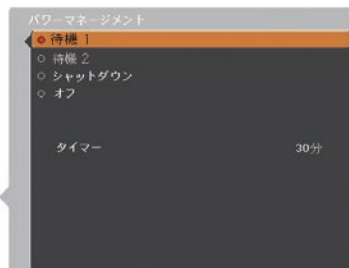 パワーマネージメント
待機 1
待機 2
シャットダウン
オフ
タイマー 30分